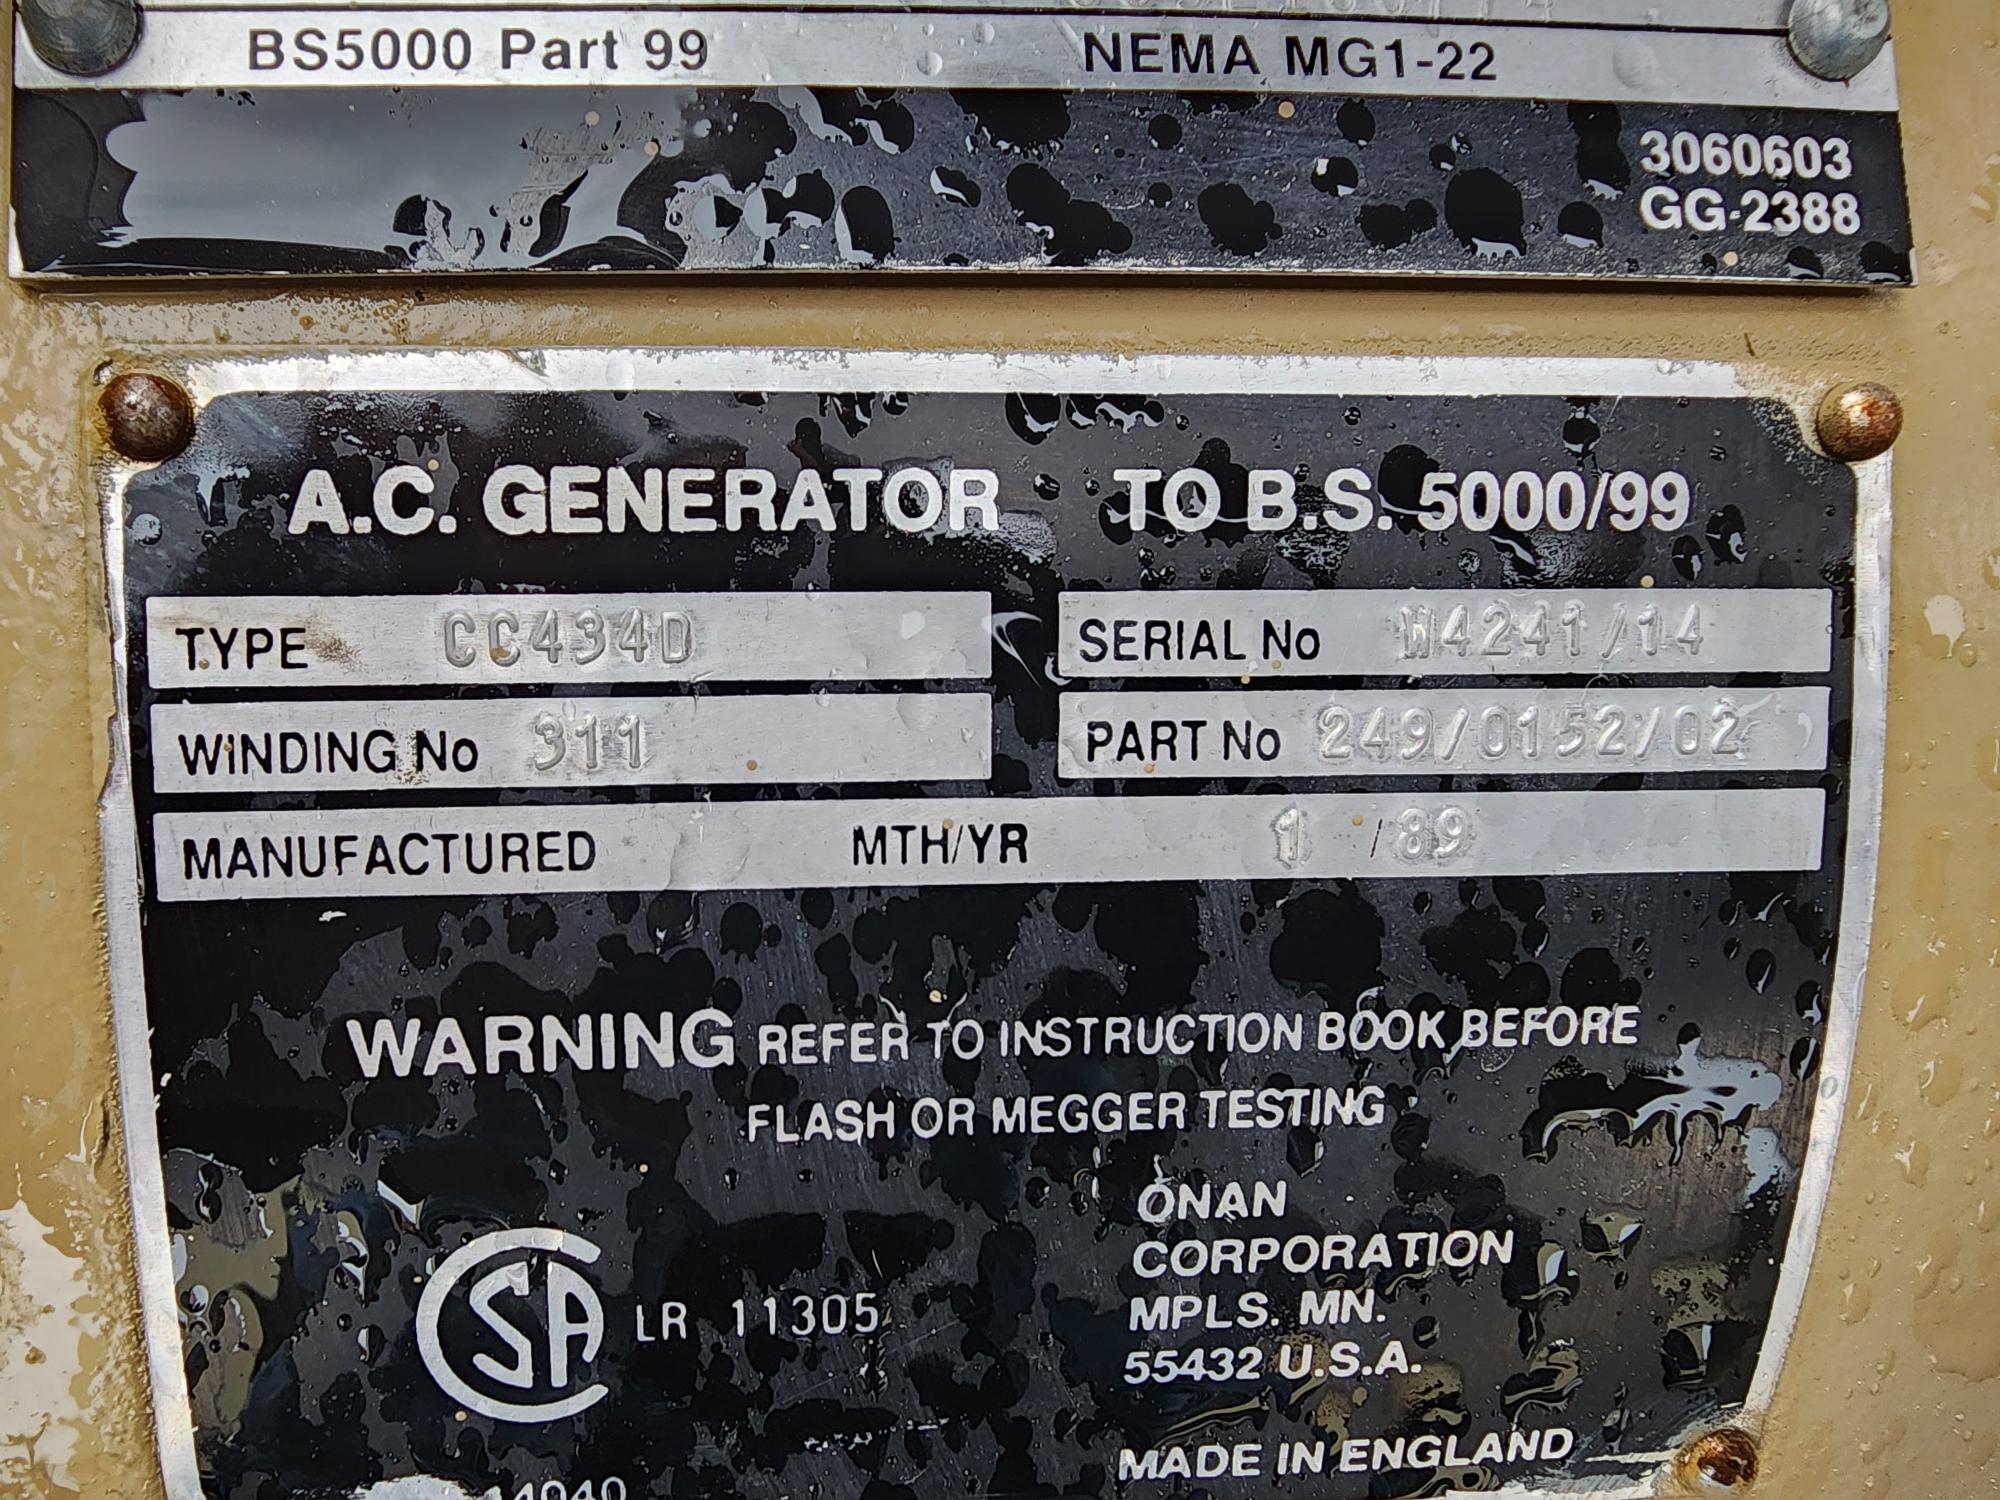 BS5000 Part 99 NEMA MG1-22
3060603
GG-2388
A.C. GENERATOR TO B.S. 5000/99
TYPE CC434D SERIAL No W4241/14
WINDING No 311 PART No 249/0152/02
MANUFACTURED MTH/YR 1 / 89
WARNING REFER TO INSTRUCTION BOOK BEFORE
FLASH OR MEGGER TESTING
CSA LR 11305
ONAN
CORPORATION
MPLS. MN.
55432 U.S.A.
MADE IN ENGLAND